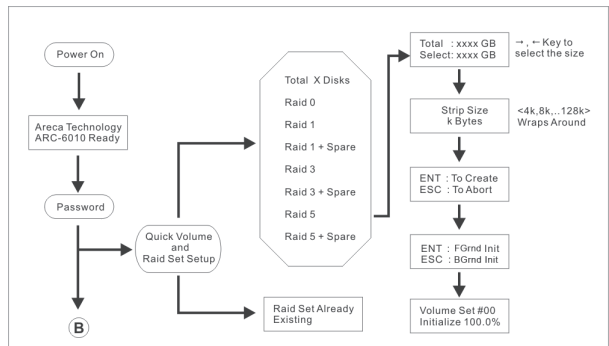 Power On
Areca Technology
ARC-6010 Ready
Password
B
Quick Volume
and
Raid Set Setup
Total X Disks
Raid 0
Raid 1
Raid 1 + Spare
Raid 3
Raid 3 + Spare
Raid 5
Raid 5 + Spare
Raid Set Already
Existing
Total : xxxx GB
Select: xxxx GB
→ , ← Key to
select the size
Strip Size
k Bytes
<4k,8k,..128k>
Wraps Around
ENT : To Create
ESC : To Abort
ENT : FGrnd Init
ESC : BGrnd Init
Volume Set #00
Initialize 100.0%